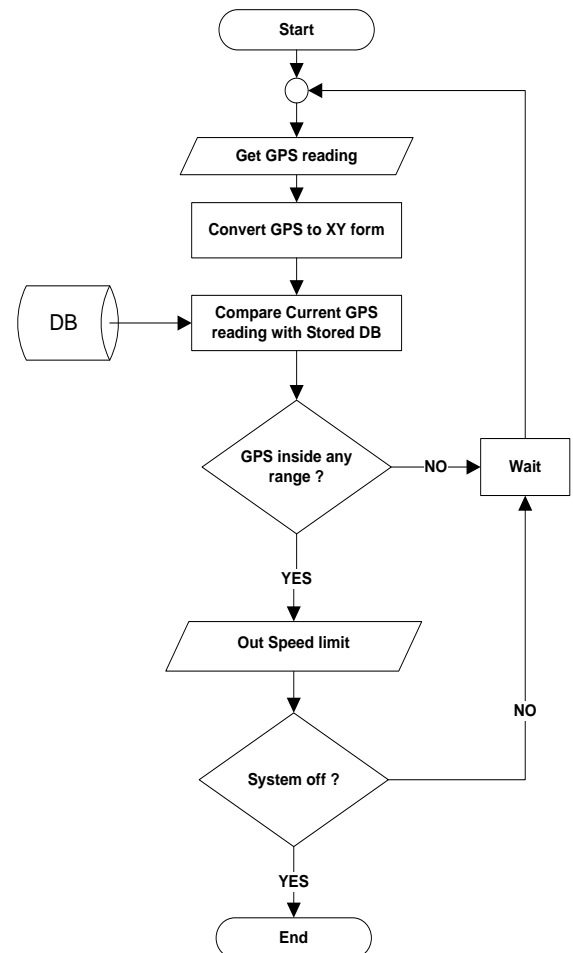 Start
Get GPS reading
Convert GPS to XY form
DB
Compare Current GPS
reading with Stored DB
GPS inside any
range ?
NO
Wait
YES
Out Speed limit
NO
System off ?
YES
End